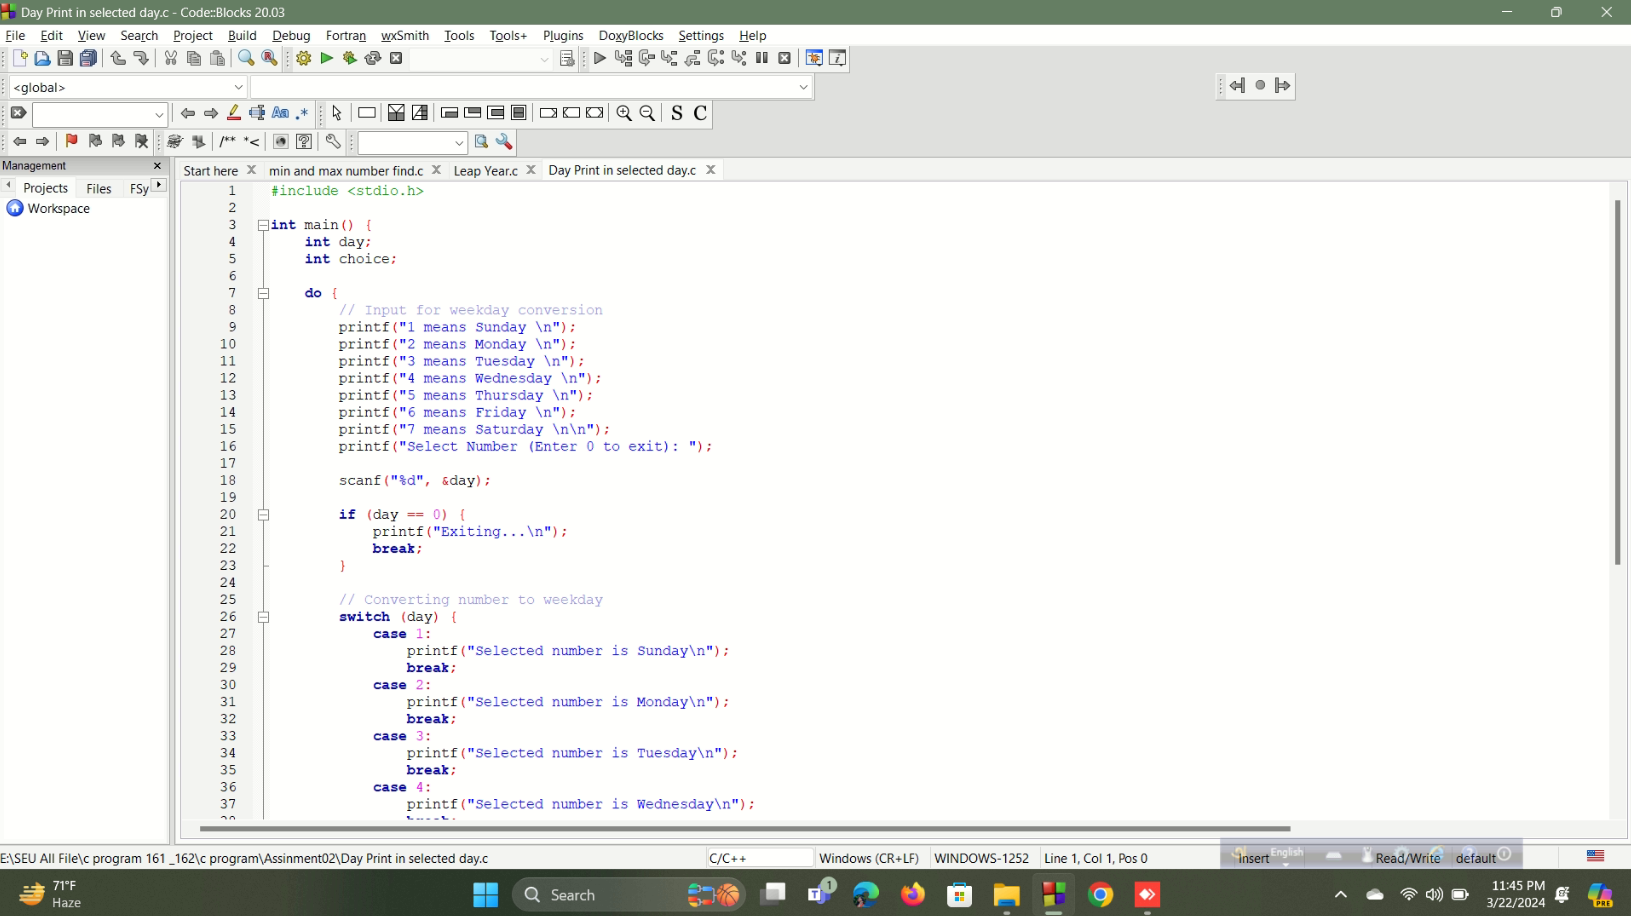 Day Print in selected day.c - Code::Blocks 20.03
File Edit View Search Project Build Debug Fortran wxSmith Tools Tools+ Plugins DoxyBlocks Settings Help
<global>
Aa .*
S C
/** *<
Management
Start here min and max number find.c Leap Year.c Day Print in selected day.c
Projects Files FSy
Workspace
1 #include <stdio.h>
2
3 int main() {
4 int day;
5 int choice;
6
7 do {
8 // Input for weekday conversion
9 printf("1 means Sunday \n");
10 printf("2 means Monday \n");
11 printf("3 means Tuesday \n");
12 printf("4 means Wednesday \n");
13 printf("5 means Thursday \n");
14 printf("6 means Friday \n");
15 printf("7 means Saturday \n\n");
16 printf("Select Number (Enter 0 to exit): ");
17
18 scanf("%d", &day);
19
20 if (day == 0) {
21 printf("Exiting...\n");
22 break;
23 }
24
25 // Converting number to weekday
26 switch (day) {
27 case 1:
28 printf("Selected number is Sunday\n");
29 break;
30 case 2:
31 printf("Selected number is Monday\n");
32 break;
33 case 3:
34 printf("Selected number is Tuesday\n");
35 break;
36 case 4:
37 printf("Selected number is Wednesday\n");
E:\SEU All File\c program 161 _162\c program\Assinment02\Day Print in selected day.c C/C++ Windows (CR+LF) WINDOWS-1252 Line 1, Col 1, Pos 0 Insert English Read/Write default
71°F
Haze
Search
1
11:45 PM
3/22/2024
PRE